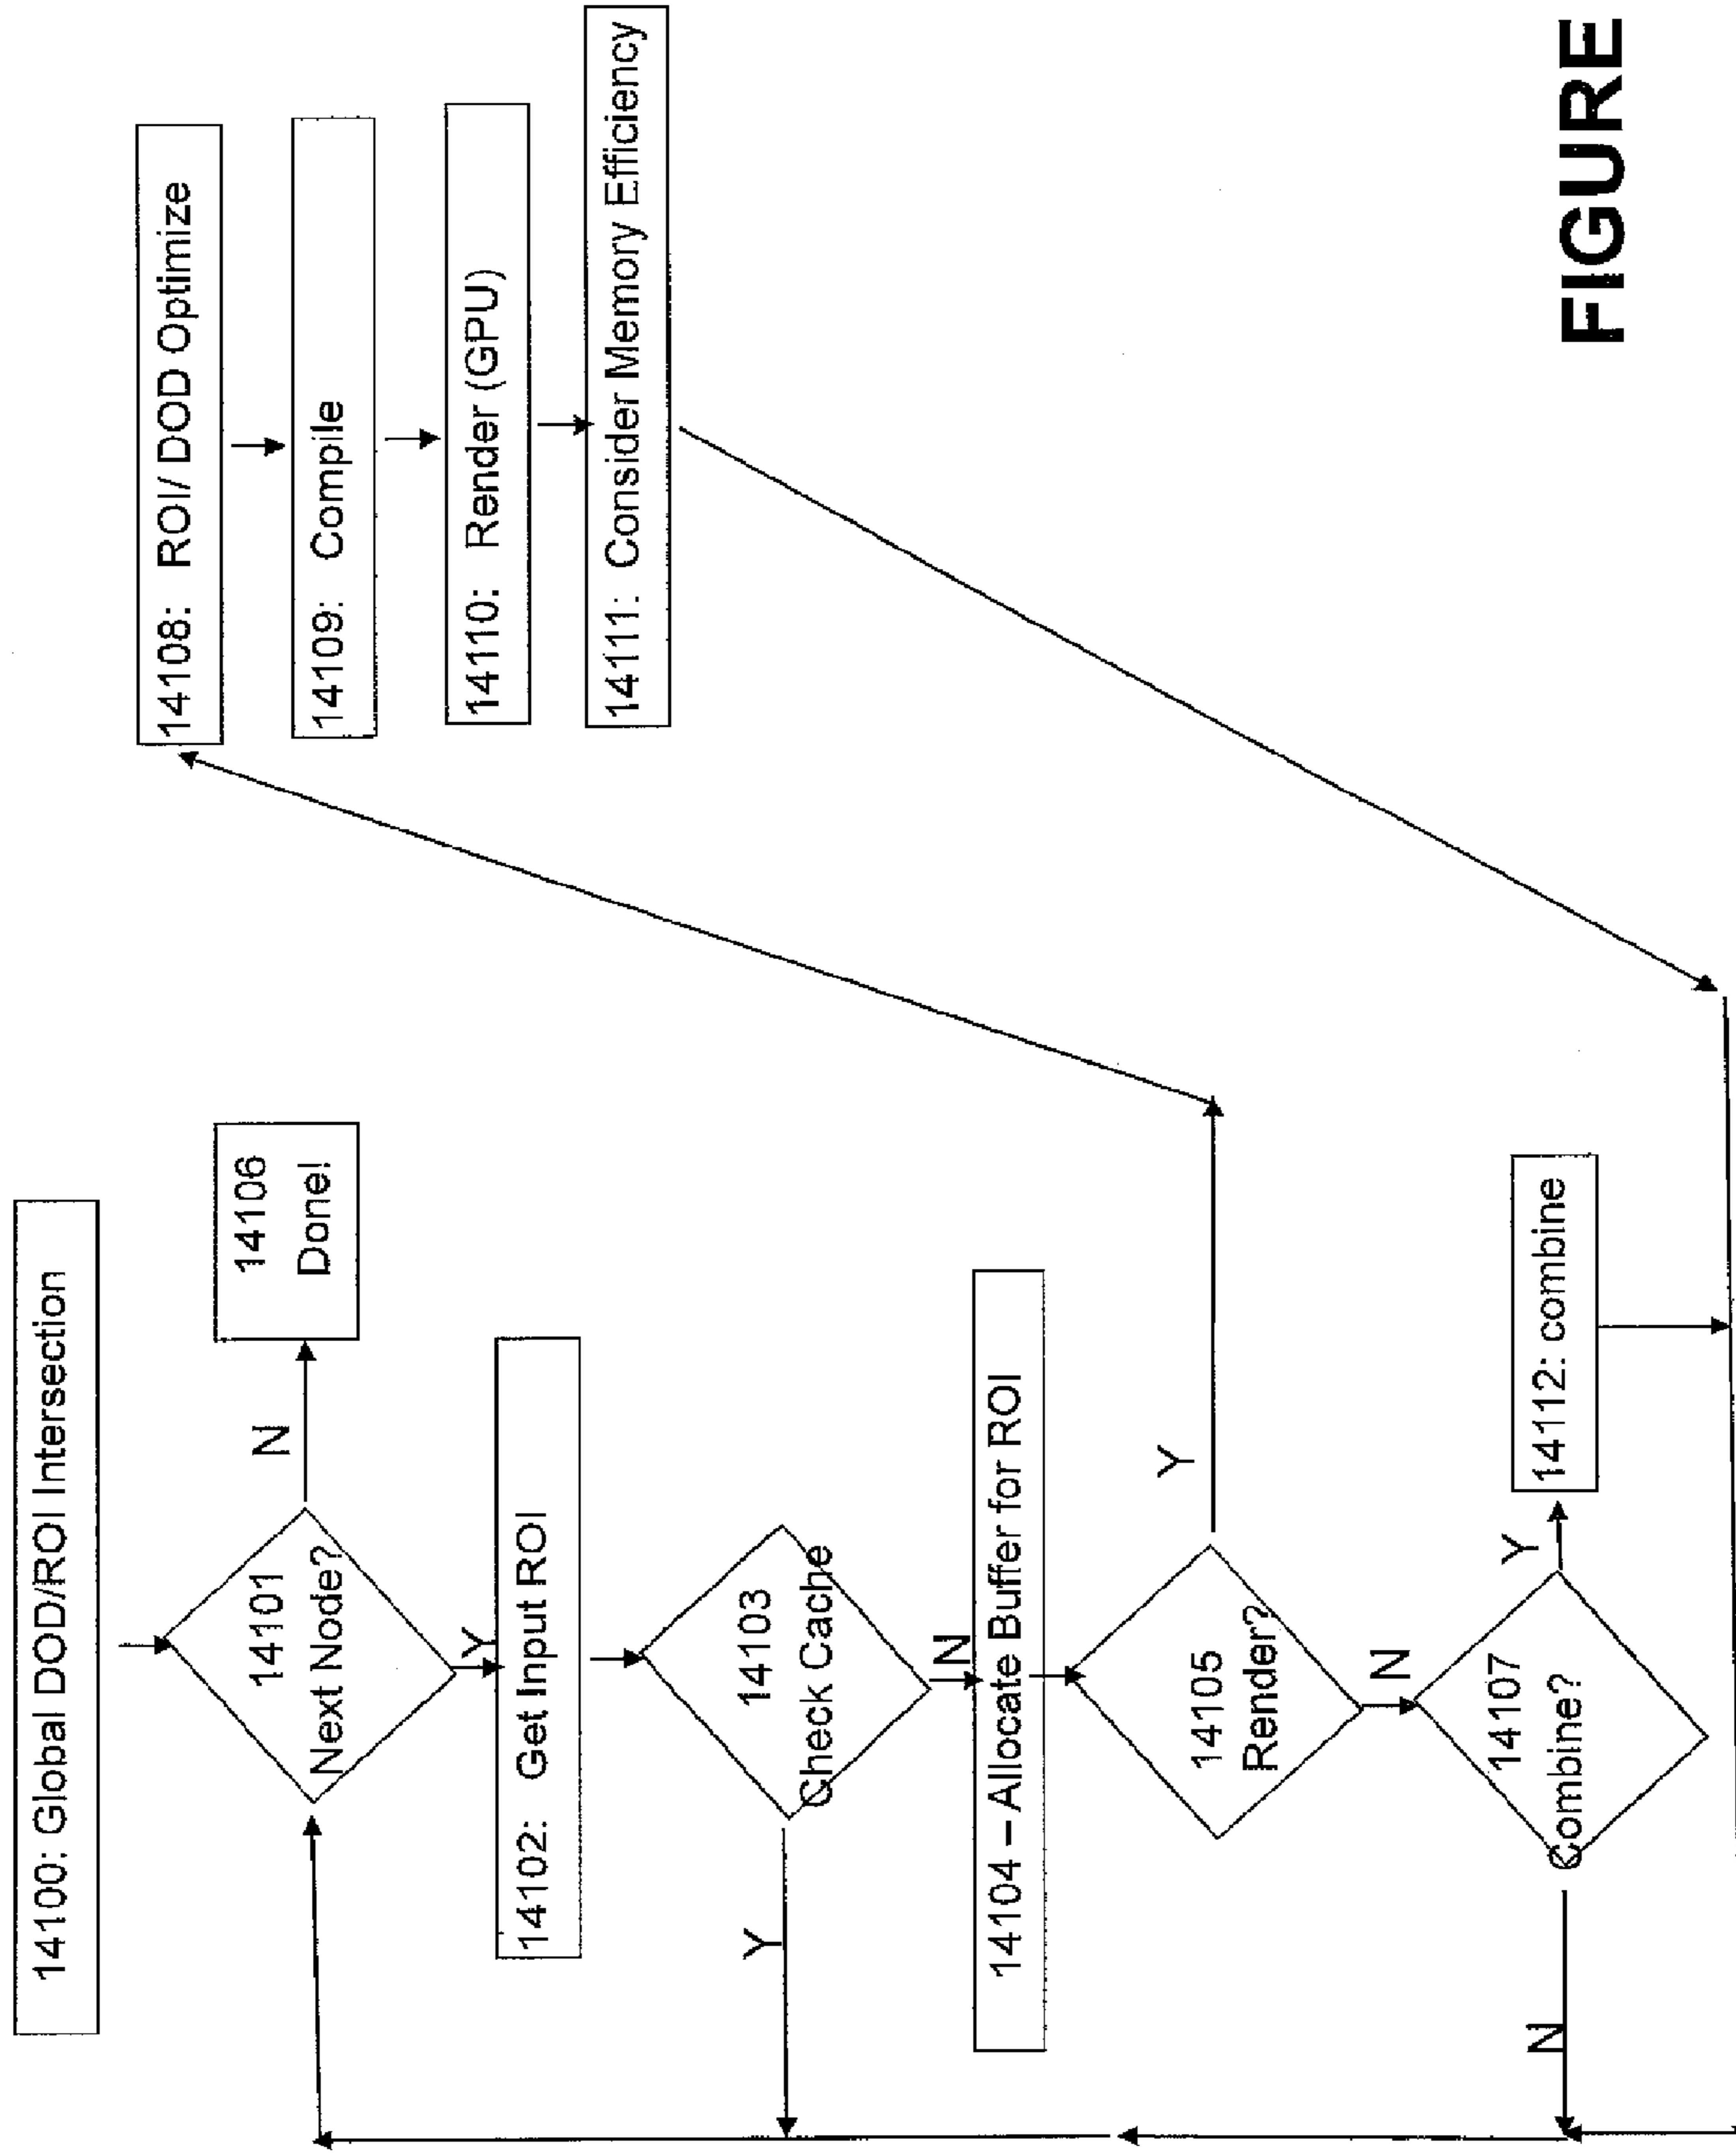 14100: Global DOD/ROI Intersection
14101
Next Node?
N
14106
Done!
Y
14102: Get Input ROI
14103
Check Cache
Y
N
14104 – Allocate Buffer for ROI
14105
Render?
Y
N
14107
Combine?
N
Y
14112: combine
14108: ROI/ DOD Optimize
14109: Compile
14110: Render (GPU)
14111: Consider Memory Efficiency
FIGURE